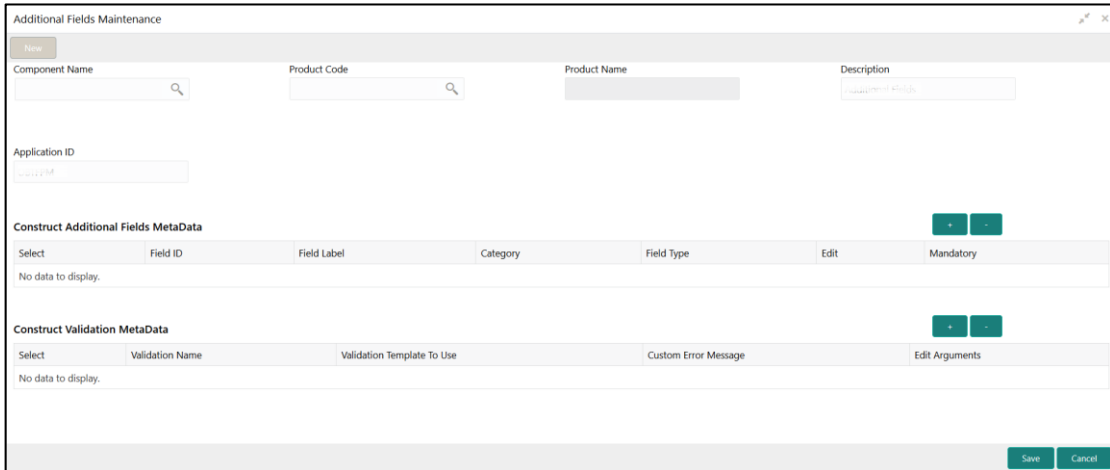 Additional Fields Maintenance
New
Component Name Product Code Product Name Description
Application ID
Construct Additional Fields MetaData + -
Select Field ID Field Label Category Field Type Edit Mandatory
No data to display.
Construct Validation MetaData + -
Select Validation Name Validation Template To Use Custom Error Message Edit Arguments
No data to display.
Save Cancel